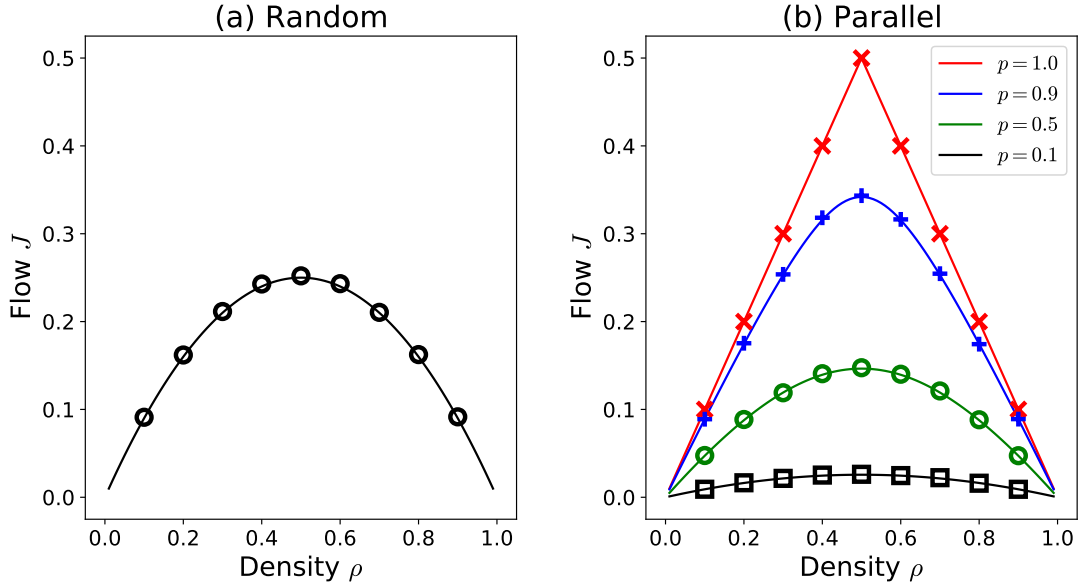 (a) Random
0.5
0.4
0.3
0.2
0.1
0.0
Flow J
0.0 0.2 0.4 0.6 0.8 1.0
Density ρ
(b) Parallel
0.5
0.4
0.3
0.2
0.1
0.0
Flow J
p = 1.0
p = 0.9
p = 0.5
p = 0.1
0.0 0.2 0.4 0.6 0.8 1.0
Density ρ